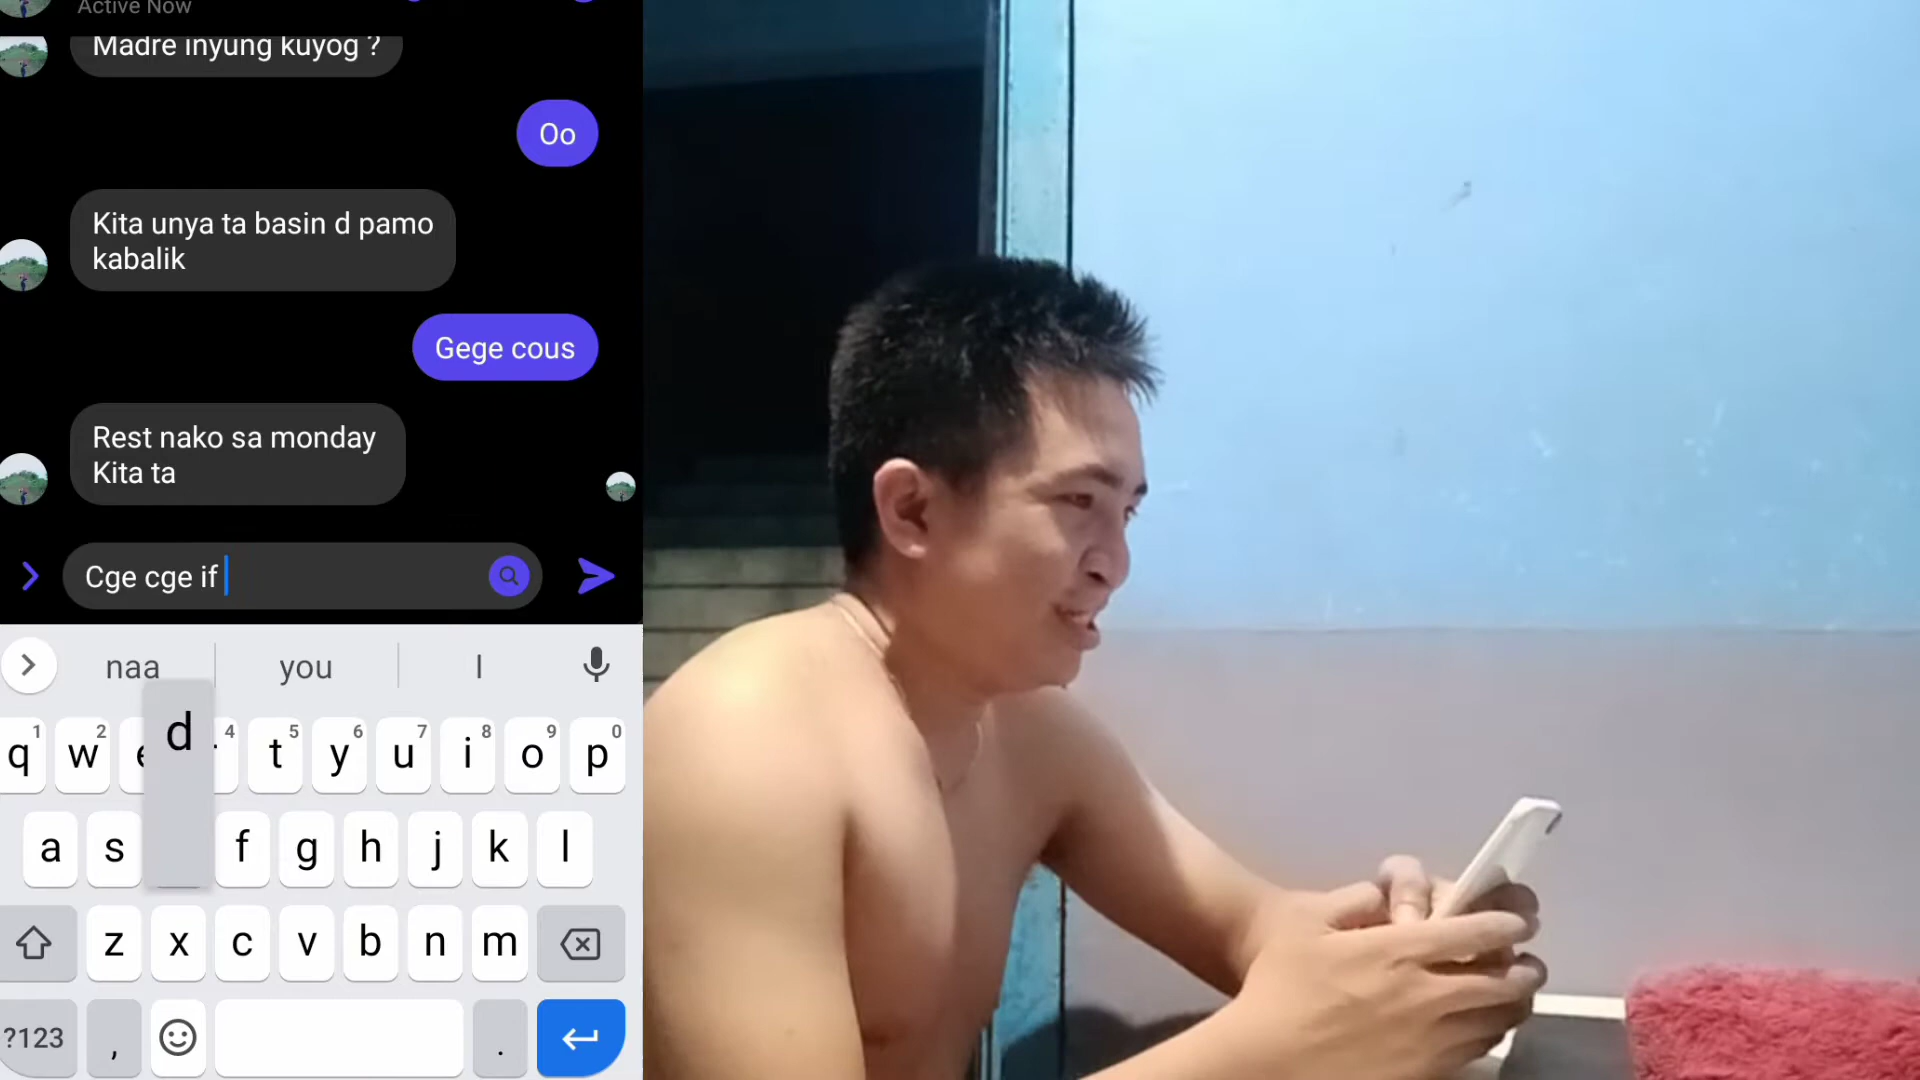 Active Now
Madre inyung kuyog ?
Oo
Kita unya ta basin d pamo
kabalik
Gege cous
Rest nako sa monday
Kita ta
Cge cge if
naa you I
d
1 2 4 5 6 7 8 9 0
q w e t y u i o p
a s f g h j k l
z x c v b n m
?123 , .